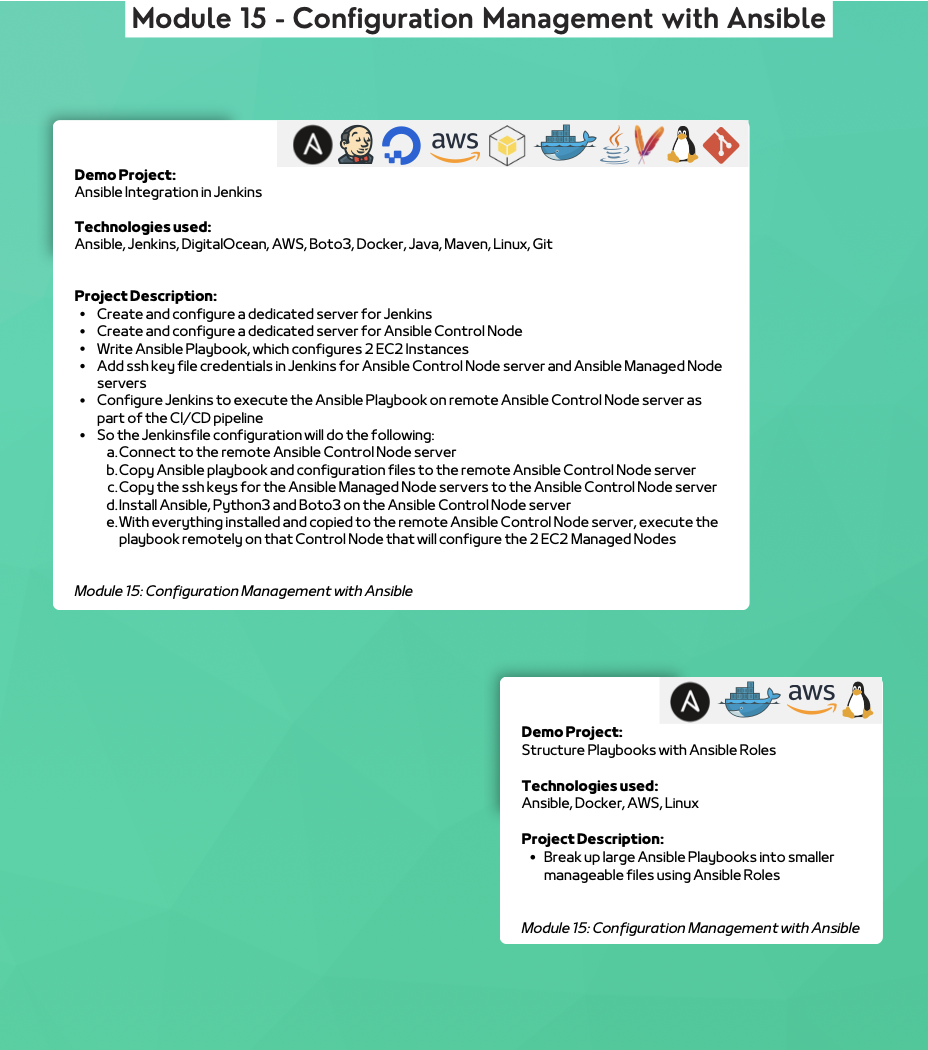 Module 15 - Configuration Management with Ansible
aws
Demo Project:
Ansible Integration in Jenkins
Technologies used:
Ansible, Jenkins, DigitalOcean, AWS, Boto3, Docker, Java, Maven, Linux, Git
Project Description:
• Create and configure a dedicated server for Jenkins
• Create and configure a dedicated server for Ansible Control Node
• Write Ansible Playbook, which configures 2 EC2 Instances
• Add ssh key file credentials in Jenkins for Ansible Control Node server and Ansible Managed Node
servers
• Configure Jenkins to execute the Ansible Playbook on remote Ansible Control Node server as
part of the CI/CD pipeline
• So the Jenkinsfile configuration will do the following:
a. Connect to the remote Ansible Control Node server
b. Copy Ansible playbook and configuration files to the remote Ansible Control Node server
c. Copy the ssh keys for the Ansible Managed Node servers to the Ansible Control Node server
d. Install Ansible, Python3 and Boto3 on the Ansible Control Node server
e. With everything installed and copied to the remote Ansible Control Node server, execute the
playbook remotely on that Control Node that will configure the 2 EC2 Managed Nodes
Module 15: Configuration Management with Ansible
aws
Demo Project:
Structure Playbooks with Ansible Roles
Technologies used:
Ansible, Docker, AWS, Linux
Project Description:
• Break up large Ansible Playbooks into smaller
manageable files using Ansible Roles
Module 15: Configuration Management with Ansible